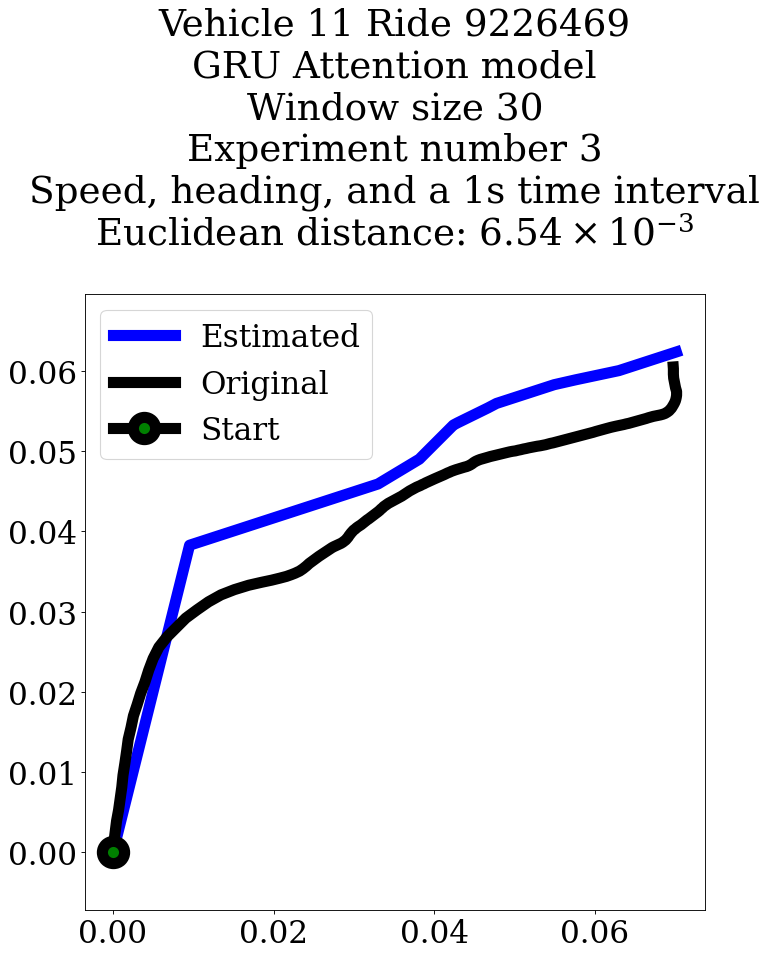 Vehicle 11 Ride 9226469
GRU Attention model
Window size 30
Experiment number 3
Speed, heading, and a 1s time interval
Euclidean distance: 6.54 × 10⁻³
Estimated
Original
Start
0.06
0.05
0.04
0.03
0.02
0.01
0.00
0.00 0.02 0.04 0.06